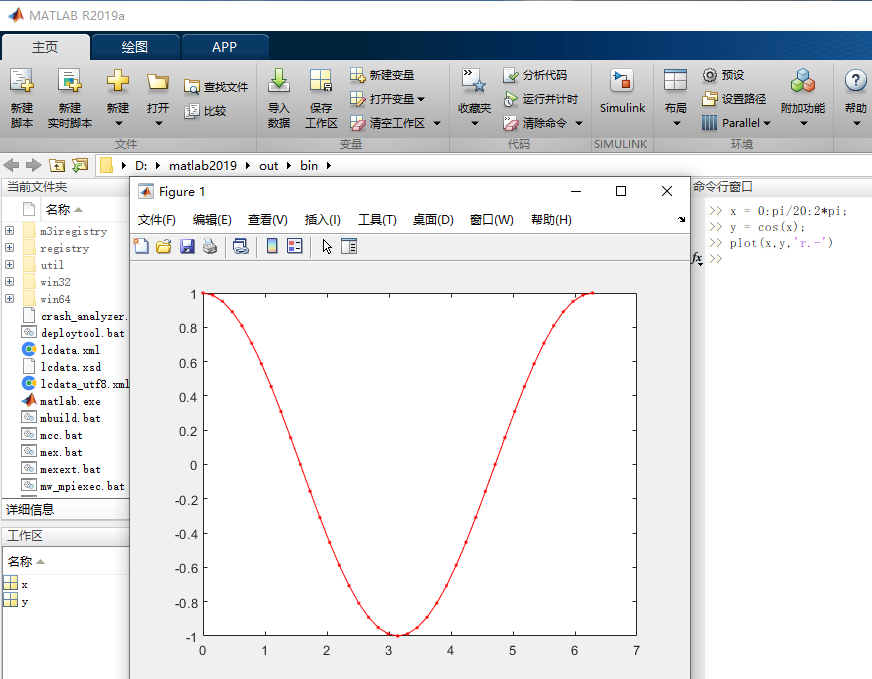 MATLAB R2019a
主页 绘图 APP
新建脚本 新建实时脚本 新建 打开 查找文件 比较 导入数据 保存工作区 新建变量 打开变量 清空工作区 收藏夹 分析代码 运行并计时 清除命令 Simulink 布局 预设 设置路径 Parallel 附加功能 帮助
文件 变量 代码 SIMULINK 环境
D: matlab2019 out bin
当前文件夹
名称
m3iregistry
registry
util
win32
win64
crash_analyzer.
deploytool.bat
lcdata.xml
lcdata.xsd
lcdata_utf8.xml
matlab.exe
mbuild.bat
mcc.bat
mex.bat
mexext.bat
mw_mpiexec.bat
详细信息
工作区
名称
x
y
Figure 1
文件(F) 编辑(E) 查看(V) 插入(I) 工具(T) 桌面(D) 窗口(W) 帮助(H)
1
0.8
0.6
0.4
0.2
0
-0.2
-0.4
-0.6
-0.8
-1
0 1 2 3 4 5 6 7
命令行窗口
>> x = 0:pi/20:2*pi;
>> y = cos(x);
>> plot(x,y,'r.-')
fx >>